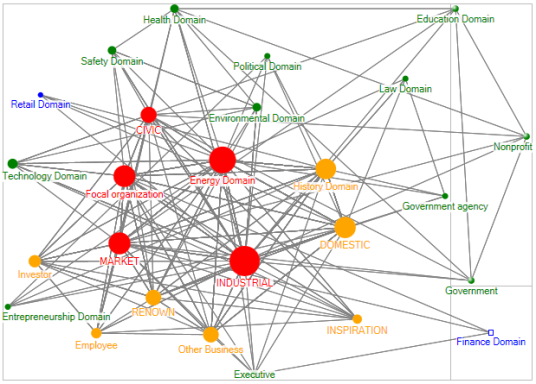 Health Domain
Education Domain
Safety Domain
Political Domain
Law Domain
Retail Domain
Environmental Domain
CIVIC
Nonprofit
Technology Domain
Energy Domain
History Domain
Focal organization
Government agency
DOMESTIC
MARKET
Investor
INDUSTRIAL
Government
Entrepreneurship Domain
RENOWN
INSPIRATION
Employee
Other Business
Finance Domain
Executive